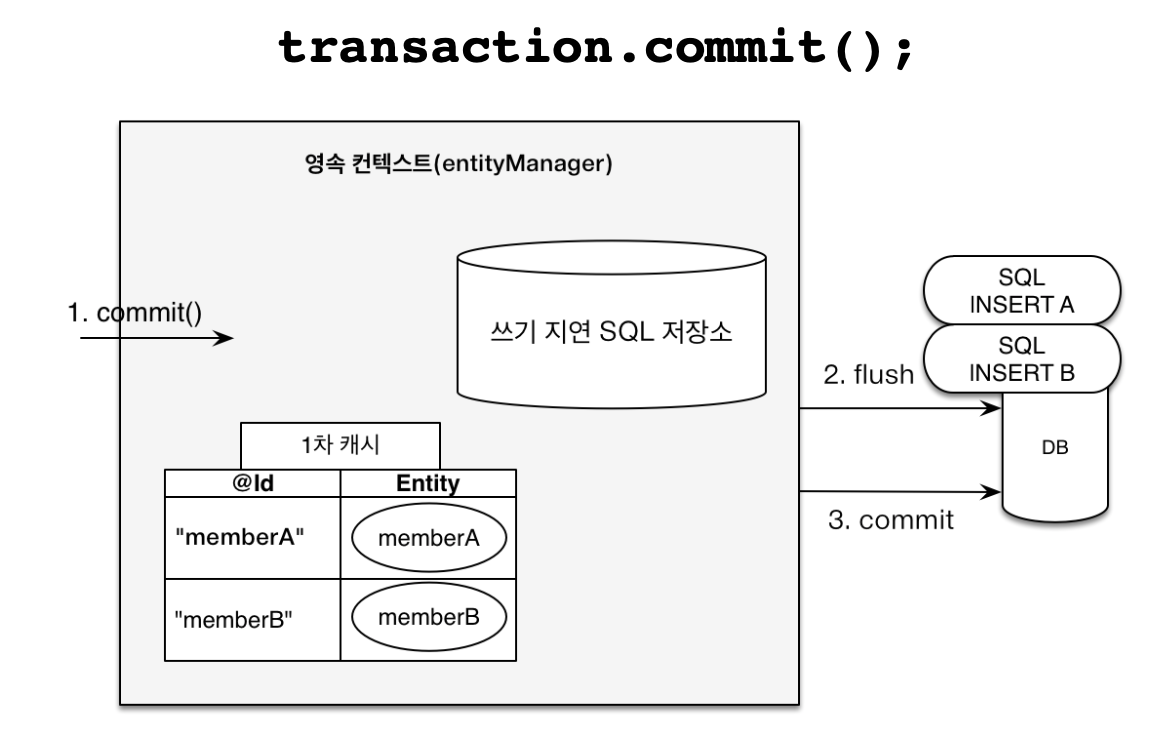 transaction.commit();
영속 컨텍스트(entityManager)
1. commit()
쓰기 지연 SQL 저장소
SQL
INSERT A
SQL
INSERT B
2. flush
DB
3. commit
1차 캐시
@Id
Entity
"memberA"
memberA
"memberB"
memberB